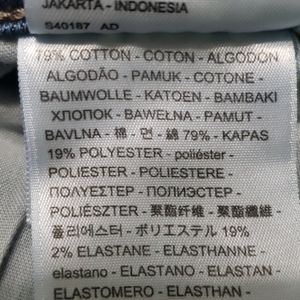 JAKARTA - INDONESIA
S40187 AD
79% COTTON - COTON - ALGODON
ALGODÃO - PAMUK - COTONE -
BAUMWOLLE - KATOEN - BAMBAKI
ХЛОПОК - BAWEŁNA - PAMUT -
BAVLNA - 棉 - 면 - 綿 79% - KAPAS
19% POLYESTER - poliéster -
POLIESTER - POLIESTERE -
ΠΟΛΥΕΣΤΕΡ - ПОЛИЭСТЕР -
POLIÉSZTER - 聚酯纤维 - 聚酯纖維 -
폴리에스터 - ポリエステル 19%
2% ELASTANE - ELASTHANNE -
elastano - ELASTANO - ELASTAN -
ELASTOMERO - ELASTHAN -